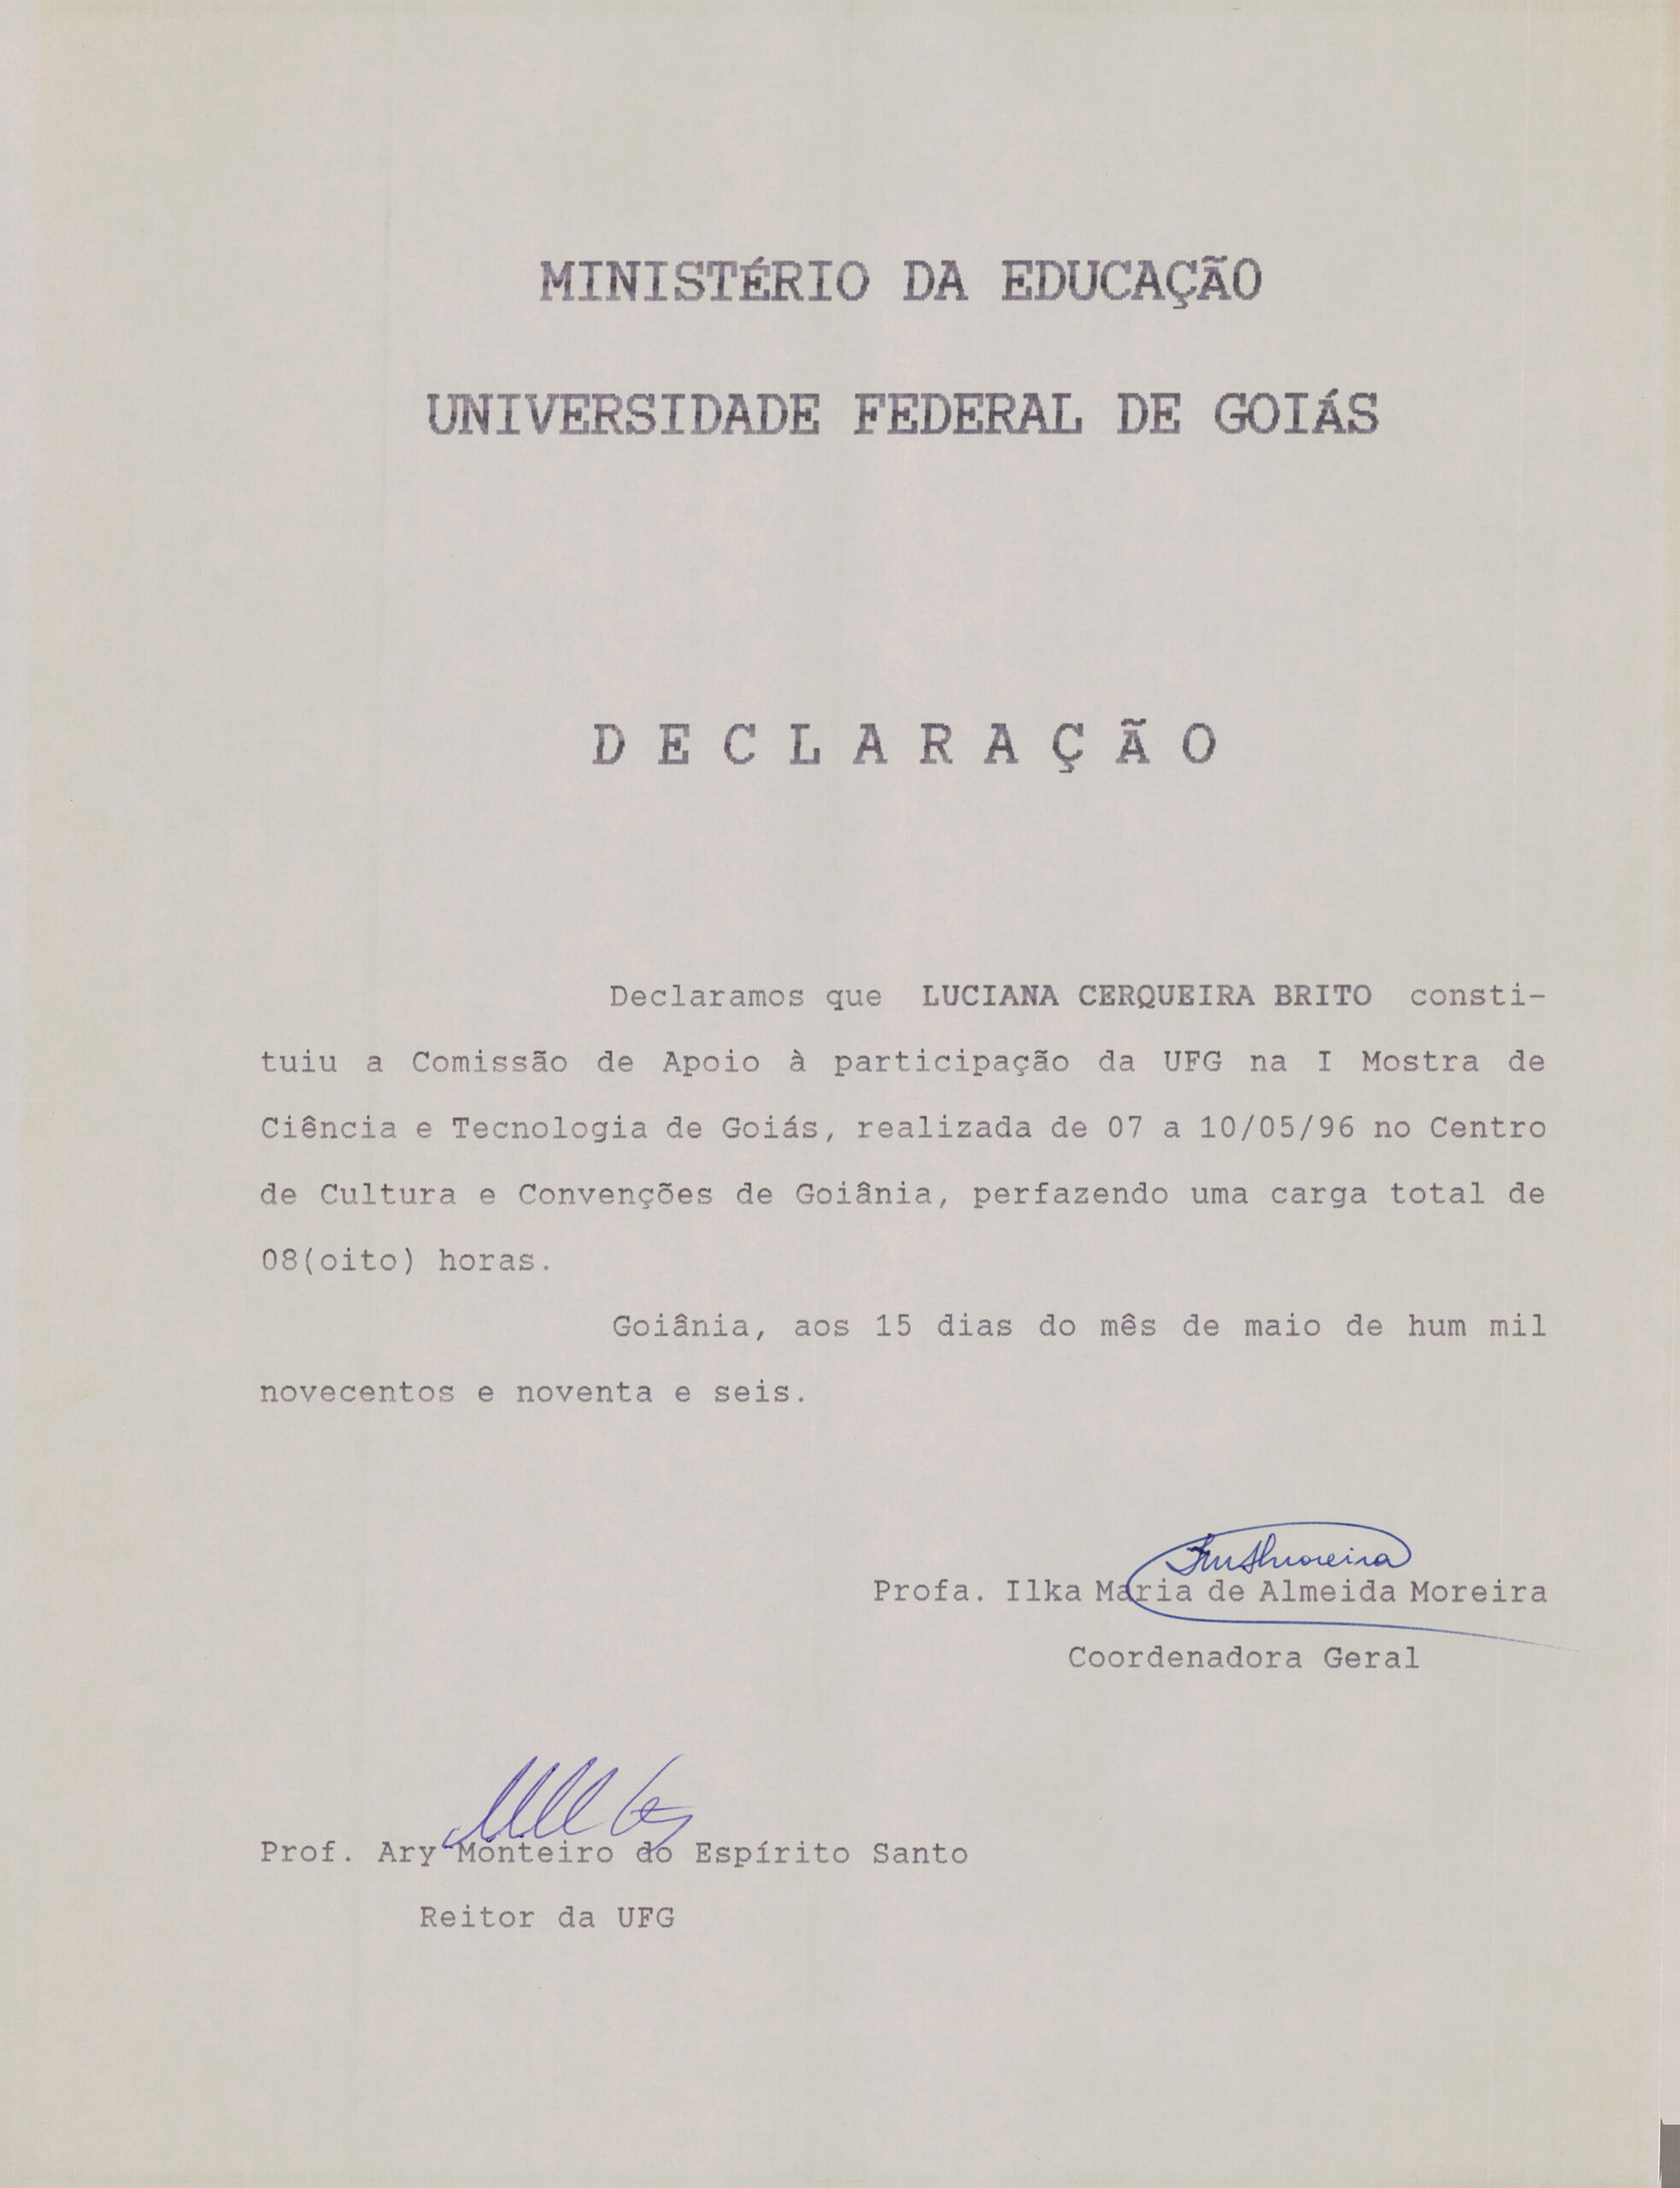 MINISTÉRIO DA EDUCAÇÃO
UNIVERSIDADE FEDERAL DE GOIÁS
D E C L A R A Ç Ã O
Declaramos que LUCIANA CERQUEIRA BRITO consti-
tuiu a Comissão de Apoio à participação da UFG na I Mostra de
Ciência e Tecnologia de Goiás, realizada de 07 a 10/05/96 no Centro
de Cultura e Convenções de Goiânia, perfazendo uma carga total de
08(oito) horas.
Goiânia, aos 15 dias do mês de maio de hum mil
novecentos e noventa e seis.
Profa. Ilka Maria de Almeida Moreira
Coordenadora Geral
Prof. Ary Monteiro do Espírito Santo
Reitor da UFG